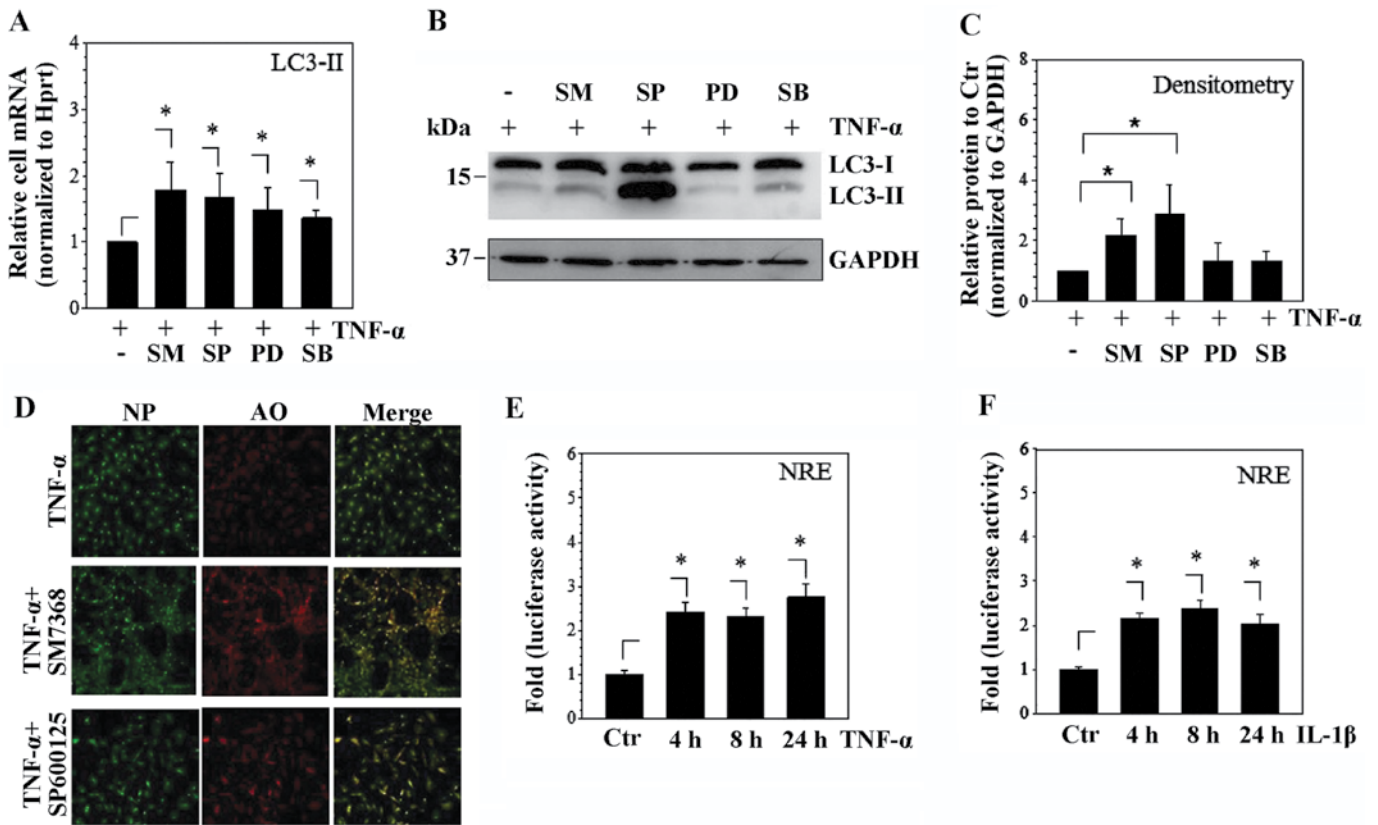 A
Relative cell mRNA
(normalized to Hprt)
4
3
2
1
0
LC3-II
*
*
*
*
+ + + + + TNF-α
- SM SP PD SB
B
- SM SP PD SB
kDa + + + + + TNF-α
15 LC3-I
LC3-II
37 GAPDH
C
Relative protein to Ctr
(normalized to GAPDH)
8
6
4
2
0
Densitometry
*
*
+ + + + + TNF-α
- SM SP PD SB
D
NP AO Merge
TNF-α
TNF-α+
SM7368
TNF-α+
SP600125
E
Fold (luciferase activity)
6
5
4
3
2
1
0
NRE
*
*
*
Ctr 4 h 8 h 24 h TNF-α
F
Fold (luciferase activity)
6
5
4
3
2
1
0
NRE
*
*
*
Ctr 4 h 8 h 24 h IL-1β